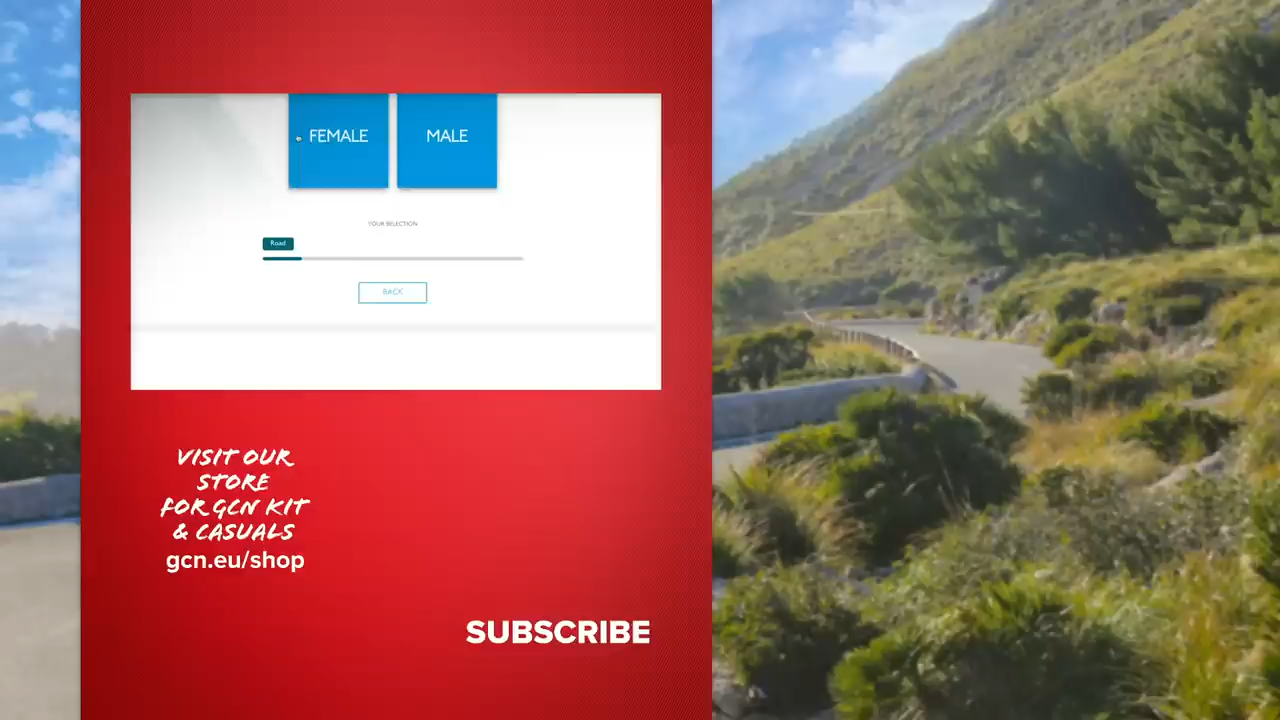 FEMALE MALE
YOUR SELECTION
Road
BACK
VISIT OUR
STORE
FOR GCN KIT
& CASUALS
gcn.eu/shop
SUBSCRIBE